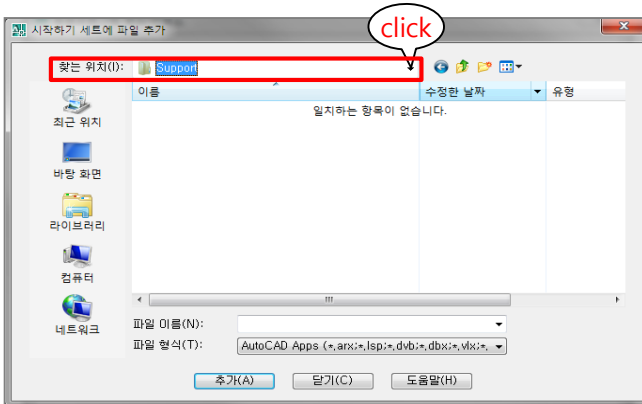 click
시작하기 세트에 파일 추가
찾는 위치(I): Support
이름 수정한 날짜 유형
일치하는 항목이 없습니다.
최근 위치
바탕 화면
라이브러리
컴퓨터
네트워크
파일 이름(N):
파일 형식(T): AutoCAD Apps (*,arx;*,lsp;*,dvb;*,dbx;*,vlx;*,
추가(A) 닫기(C) 도움말(H)